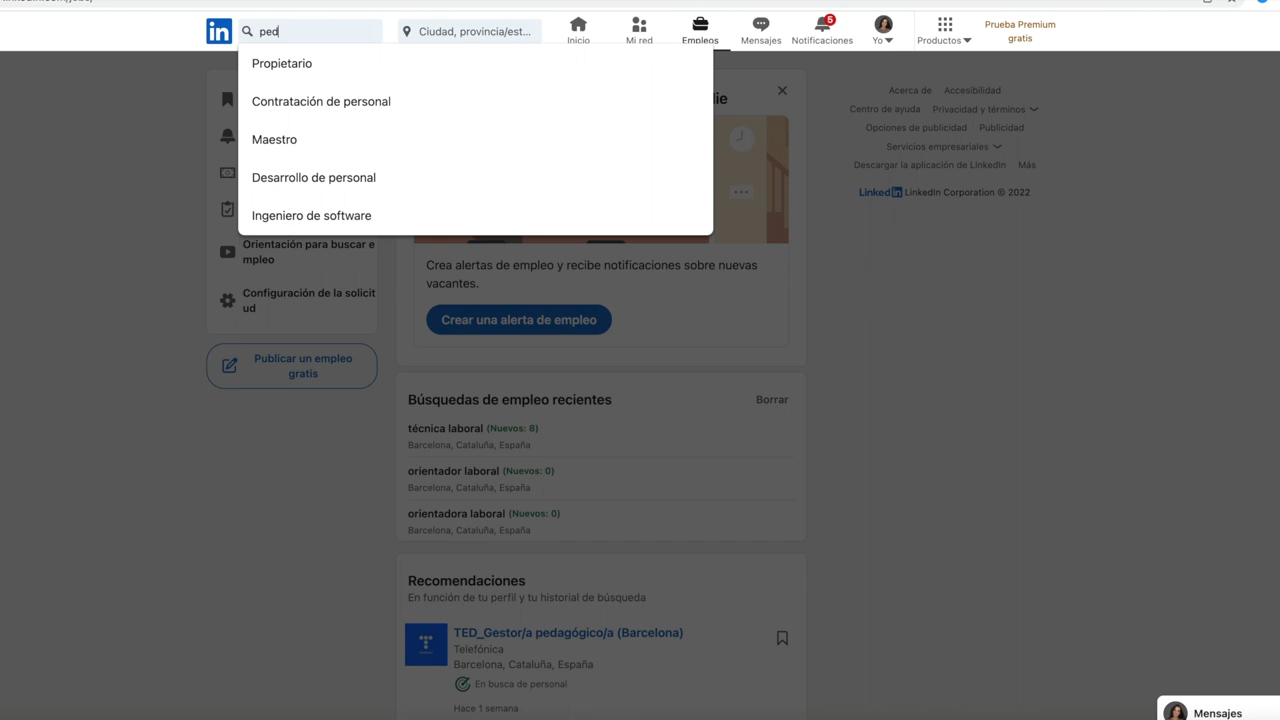 in
ped
Ciudad, provincia/est...
Inicio
Mi red
Empleos
Mensajes
5
Notificaciones
Yo
Productos
Prueba Premium
gratis
Propietario
Contratación de personal
Maestro
Desarrollo de personal
Ingeniero de software
Orientación para buscar e
mpleo
Configuración de la solicit
ud
Publicar un empleo
gratis
lie
Crea alertas de empleo y recibe notificaciones sobre nuevas
vacantes.
Crear una alerta de empleo
Búsquedas de empleo recientes
Borrar
técnica laboral (Nuevos: 8)
Barcelona, Cataluña, España
orientador laboral (Nuevos: 0)
Barcelona, Cataluña, España
orientadora laboral (Nuevos: 0)
Barcelona, Cataluña, España
Recomendaciones
En función de tu perfil y tu historial de búsqueda
TED_Gestor/a pedagógico/a (Barcelona)
Telefónica
Barcelona, Cataluña, España
En busca de personal
Hace 1 semana
Acerca de Accesibilidad
Centro de ayuda Privacidad y términos
Opciones de publicidad Publicidad
Servicios empresariales
Descargar la aplicación de LinkedIn Más
LinkedIn LinkedIn Corporation © 2022
Mensajes